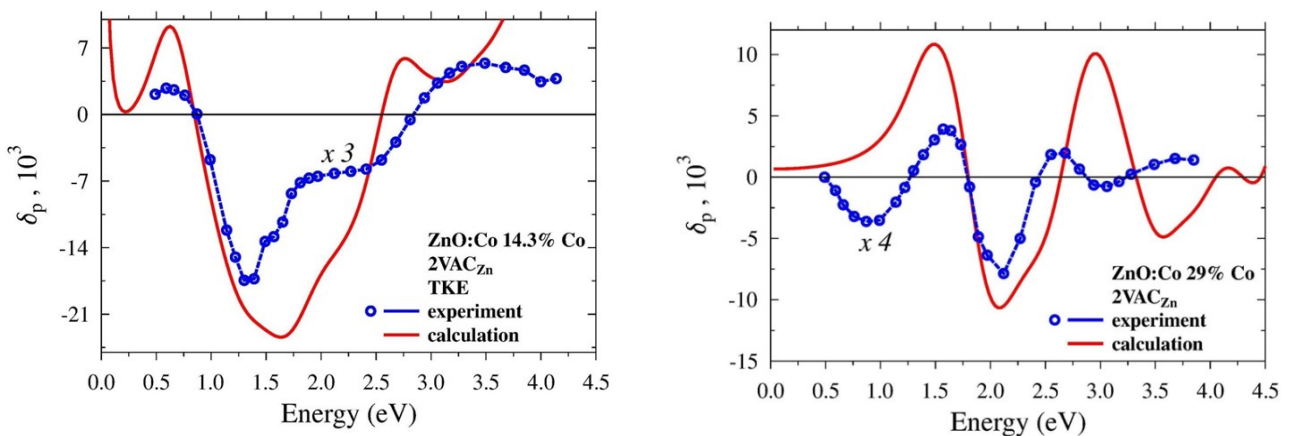 7
0
-7
-14
-21
δp , 10³
x 3
ZnO:Co 14.3% Co
2VACZn
TKE
experiment
calculation
0.0 0.5 1.0 1.5 2.0 2.5 3.0 3.5 4.0 4.5
Energy (eV)
10
5
0
-5
-10
-15
δp , 10³
x 4
ZnO:Co 29% Co
2VACZn
experiment
calculation
0.0 0.5 1.0 1.5 2.0 2.5 3.0 3.5 4.0 4.5
Energy (eV)